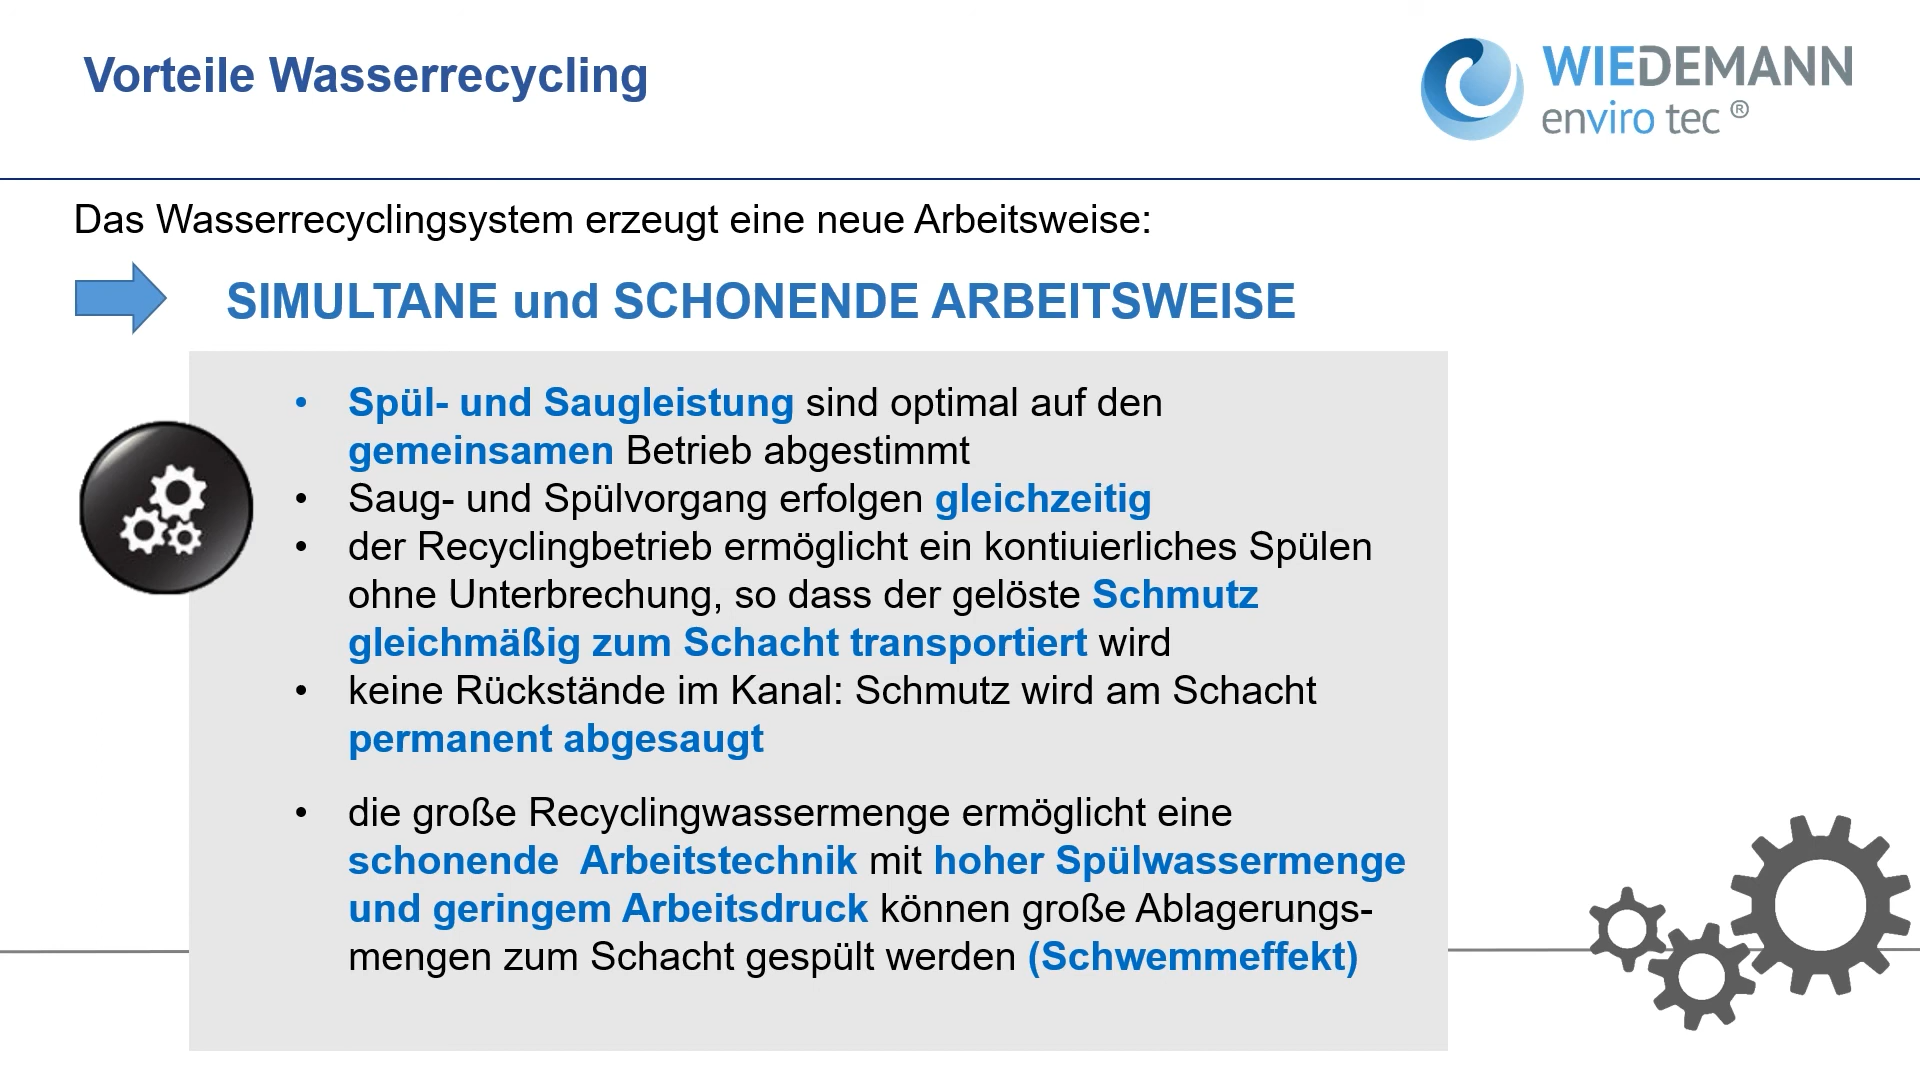 Vorteile Wasserrecycling
WIEDEMANN
enviro tec ®
Das Wasserrecyclingsystem erzeugt eine neue Arbeitsweise:
SIMULTANE und SCHONENDE ARBEITSWEISE
• Spül- und Saugleistung sind optimal auf den
gemeinsamen Betrieb abgestimmt
• Saug- und Spülvorgang erfolgen gleichzeitig
• der Recyclingbetrieb ermöglicht ein kontiuierliches Spülen
ohne Unterbrechung, so dass der gelöste Schmutz
gleichmäßig zum Schacht transportiert wird
• keine Rückstände im Kanal: Schmutz wird am Schacht
permanent abgesaugt
• die große Recyclingwassermenge ermöglicht eine
schonende Arbeitstechnik mit hoher Spülwassermenge
und geringem Arbeitsdruck können große Ablagerungs-
mengen zum Schacht gespült werden (Schwemmeffekt)